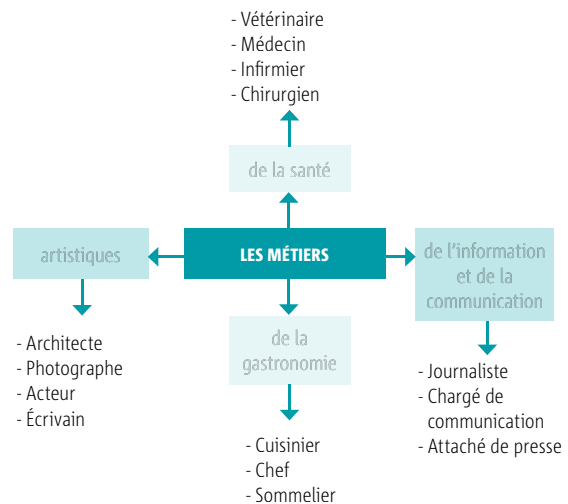 - Vétérinaire
- Médecin
- Infirmier
- Chirurgien
de la santé
artistiques
LES MÉTIERS
de l'information
et de la
communication
- Architecte
- Photographe
- Acteur
- Écrivain
de la
gastronomie
- Journaliste
- Chargé de
communication
- Attaché de presse
- Cuisinier
- Chef
- Sommelier